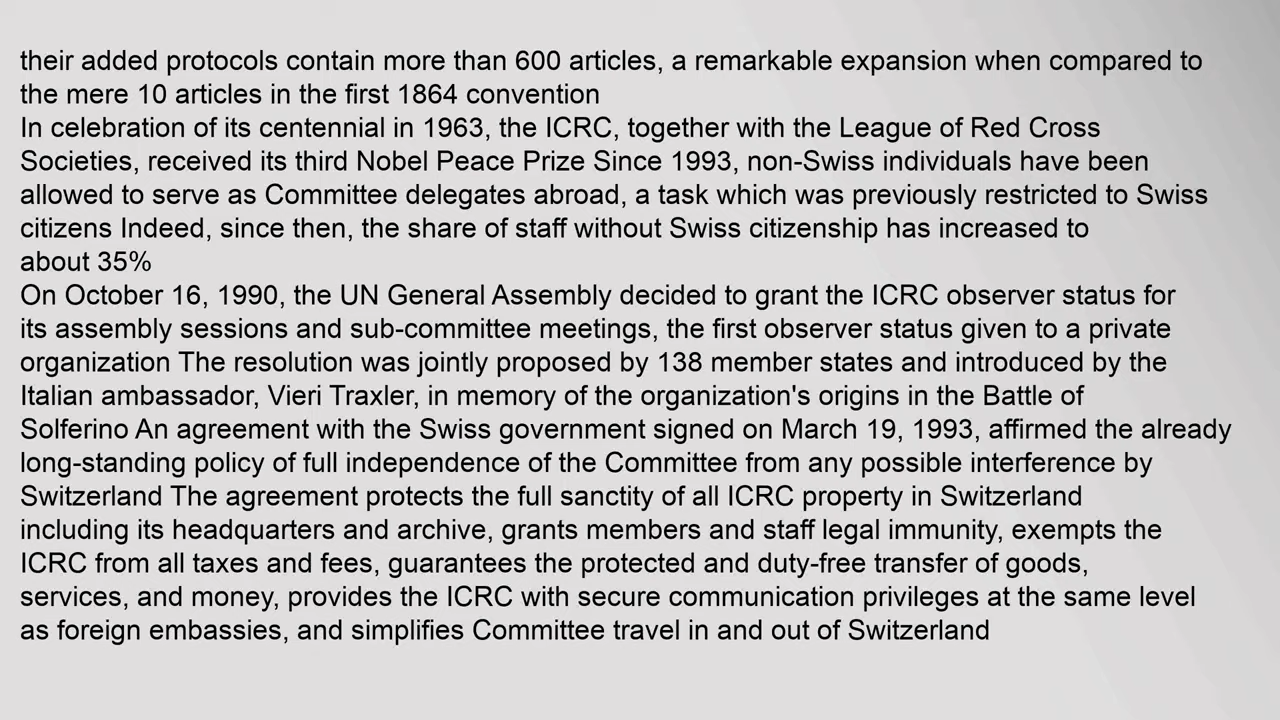 their added protocols contain more than 600 articles, a remarkable expansion when compared to
the mere 10 articles in the first 1864 convention
In celebration of its centennial in 1963, the ICRC, together with the League of Red Cross
Societies, received its third Nobel Peace Prize Since 1993, non-Swiss individuals have been
allowed to serve as Committee delegates abroad, a task which was previously restricted to Swiss
citizens Indeed, since then, the share of staff without Swiss citizenship has increased to
about 35%
On October 16, 1990, the UN General Assembly decided to grant the ICRC observer status for
its assembly sessions and sub-committee meetings, the first observer status given to a private
organization The resolution was jointly proposed by 138 member states and introduced by the
Italian ambassador, Vieri Traxler, in memory of the organization's origins in the Battle of
Solferino An agreement with the Swiss government signed on March 19, 1993, affirmed the already
long-standing policy of full independence of the Committee from any possible interference by
Switzerland The agreement protects the full sanctity of all ICRC property in Switzerland
including its headquarters and archive, grants members and staff legal immunity, exempts the
ICRC from all taxes and fees, guarantees the protected and duty-free transfer of goods,
services, and money, provides the ICRC with secure communication privileges at the same level
as foreign embassies, and simplifies Committee travel in and out of Switzerland